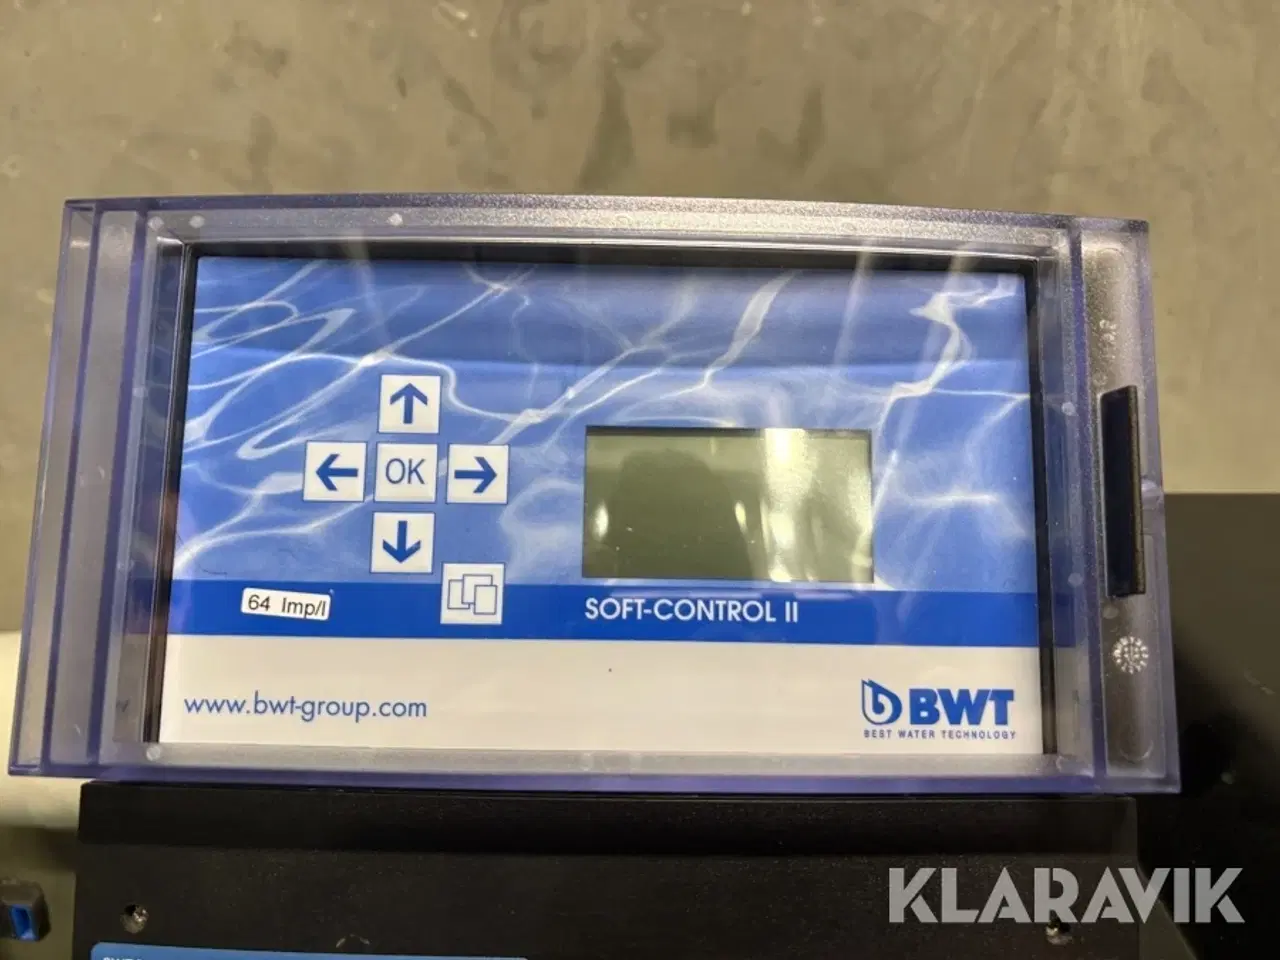 OK
64 Imp/l
SOFT-CONTROL II
www.bwt-group.com
BWT
BEST WATER TECHNOLOGY
KLARAVIK